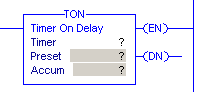 TON
Timer On Delay (EN)
Timer ?
Preset ? (DN)
Accum ?